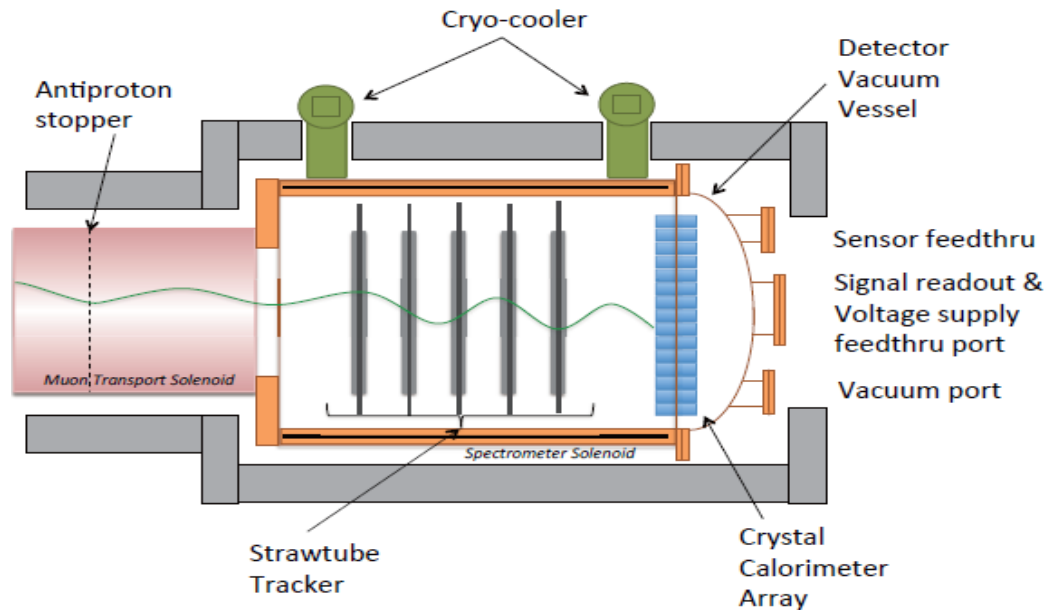 Cryo-cooler
Detector
Vacuum
Vessel
Antiproton
stopper
Sensor feedthru
Signal readout &
Voltage supply
feedthru port
Vacuum port
Muon Transport Solenoid
Spectrometer Solenoid
Strawtube
Tracker
Crystal
Calorimeter
Array